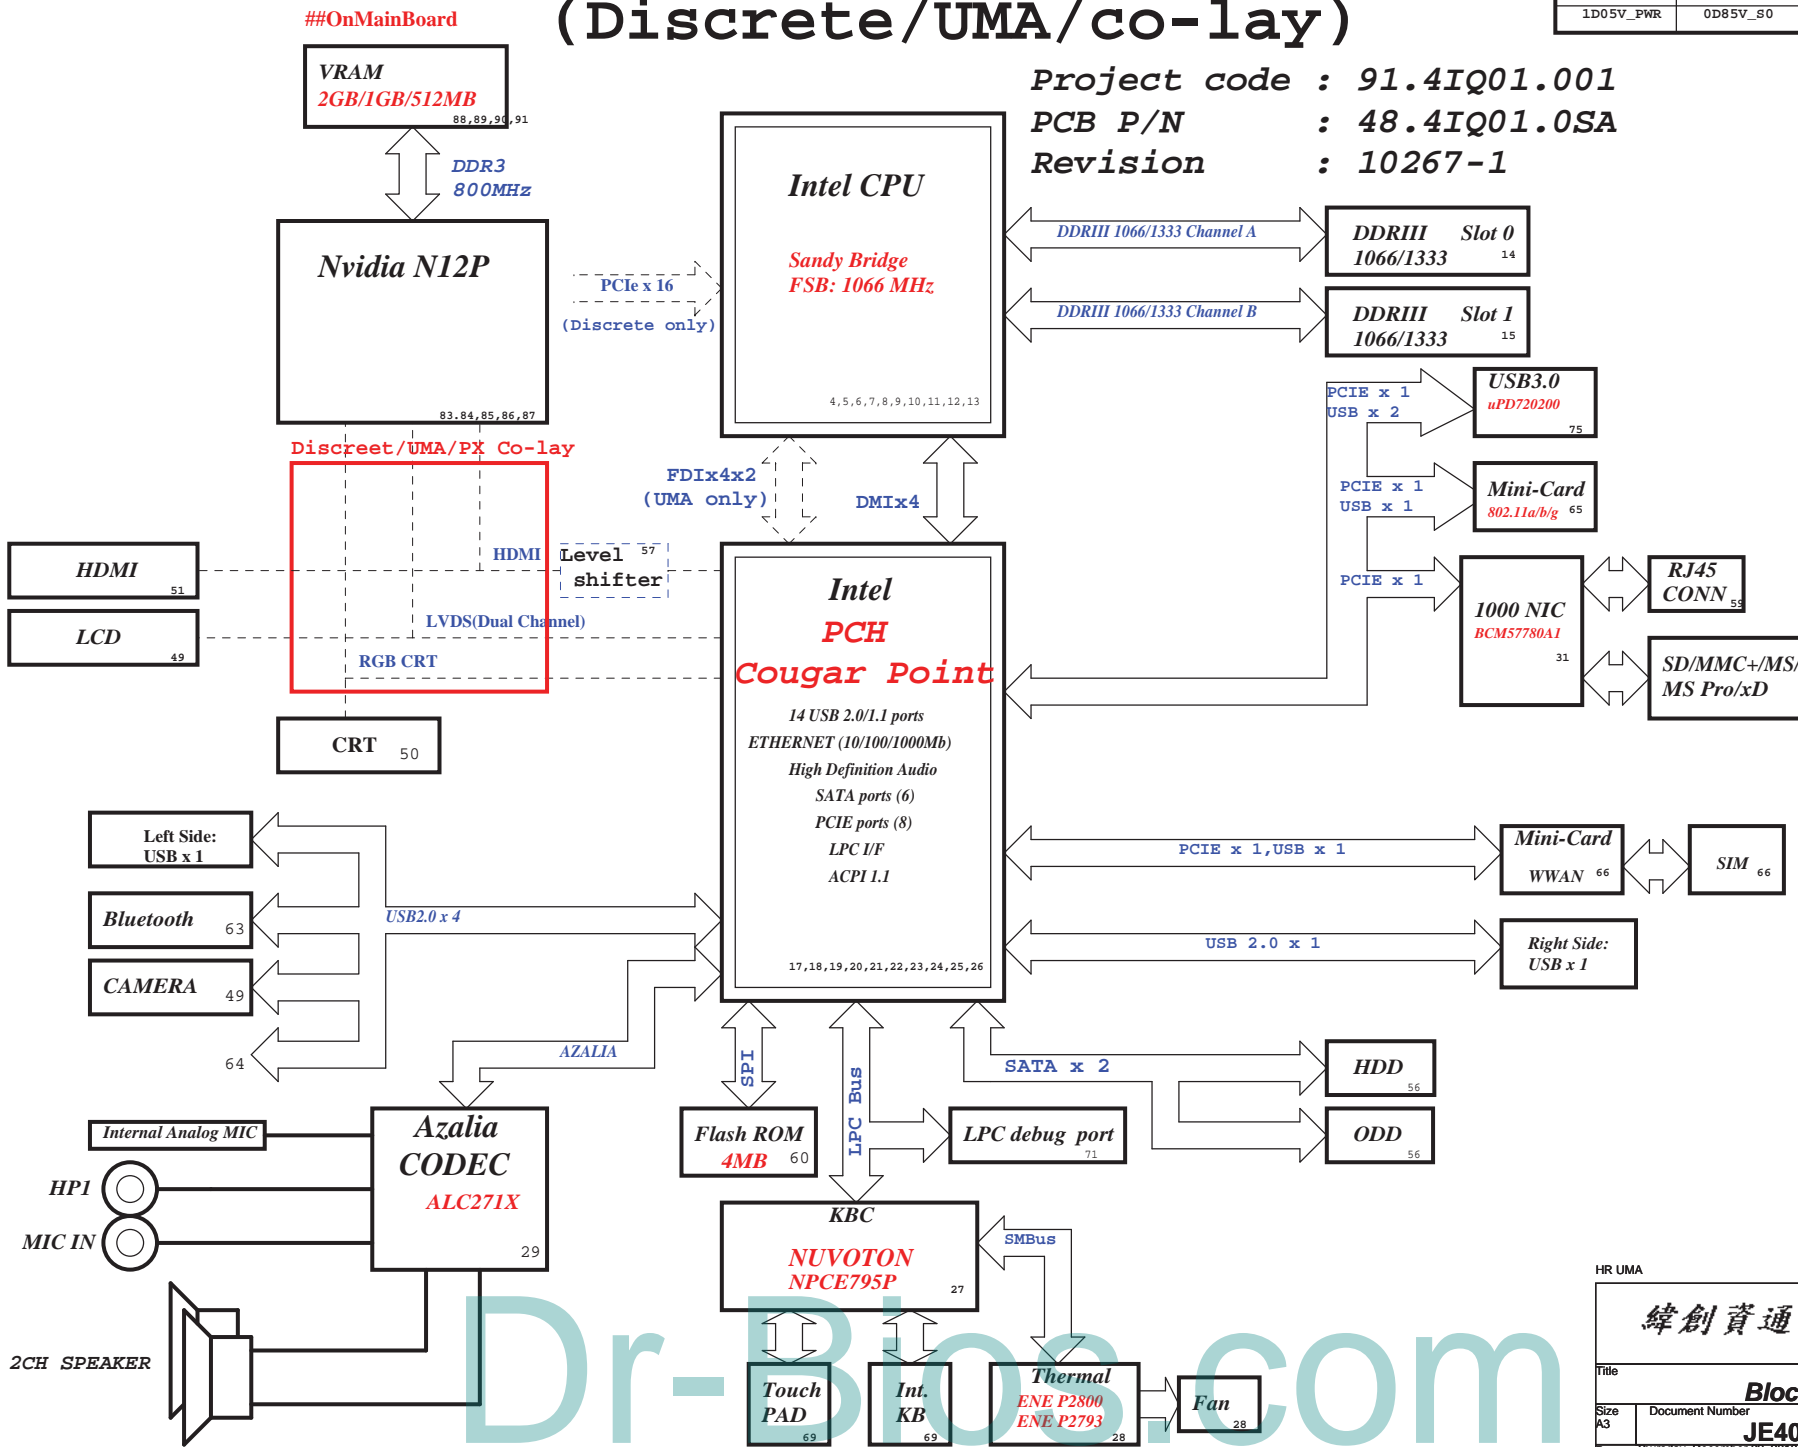 ##OnMainBoard
(Discrete/UMA/co-lay)
1D05V_PWR 0D85V_S0
VRAM
2GB/1GB/512MB
88,89,90,91
Project code : 91.4IQ01.001
PCB P/N : 48.4IQ01.0SA
Revision : 10267-1
DDR3
800MHz
Nvidia N12P
83.84,85,86,87
PCIe x 16
(Discrete only)
Intel CPU
Sandy Bridge
FSB: 1066 MHz
4,5,6,7,8,9,10,11,12,13
DDRIII 1066/1333 Channel A
DDRIII Slot 0
1066/1333 14
DDRIII 1066/1333 Channel B
DDRIII Slot 1
1066/1333 15
PCIE x 1
USB x 2
USB3.0
uPD720200
75
PCIE x 1
USB x 1
Mini-Card
802.11a/b/g 65
PCIE x 1
1000 NIC
BCM57780A1
31
RJ45
CONN
59
SD/MMC+/MS/
MS Pro/xD
Discreet/UMA/PX Co-lay
FDIx4x2
(UMA only)
DMIx4
HDMI
51
HDMI
Level 57
shifter
LCD
49
LVDS(Dual Channel)
RGB CRT
CRT 50
Intel
PCH
Cougar Point
14 USB 2.0/1.1 ports
ETHERNET (10/100/1000Mb)
High Definition Audio
SATA ports (6)
PCIE ports (8)
LPC I/F
ACPI 1.1
17,18,19,20,21,22,23,24,25,26
Left Side:
USB x 1
Bluetooth 63
USB2.0 x 4
CAMERA 49
64
AZALIA
PCIE x 1,USB x 1
Mini-Card
WWAN 66
SIM 66
USB 2.0 x 1
Right Side:
USB x 1
SPI
LPC Bus
SATA x 2
HDD
56
ODD
56
Internal Analog MIC
HP1
MIC IN
2CH SPEAKER
Azalia
CODEC
ALC271X
29
Flash ROM
4MB 60
LPC debug port
71
KBC
NUVOTON
NPCE795P
27
SMBus
Touch
PAD
69
Int.
KB
69
Thermal
ENE P2800
ENE P2793
28
Fan
28
Dr-Bios.com
HR UMA
緯創資通
Title
Bloc
Size
A3
Document Number
JE40